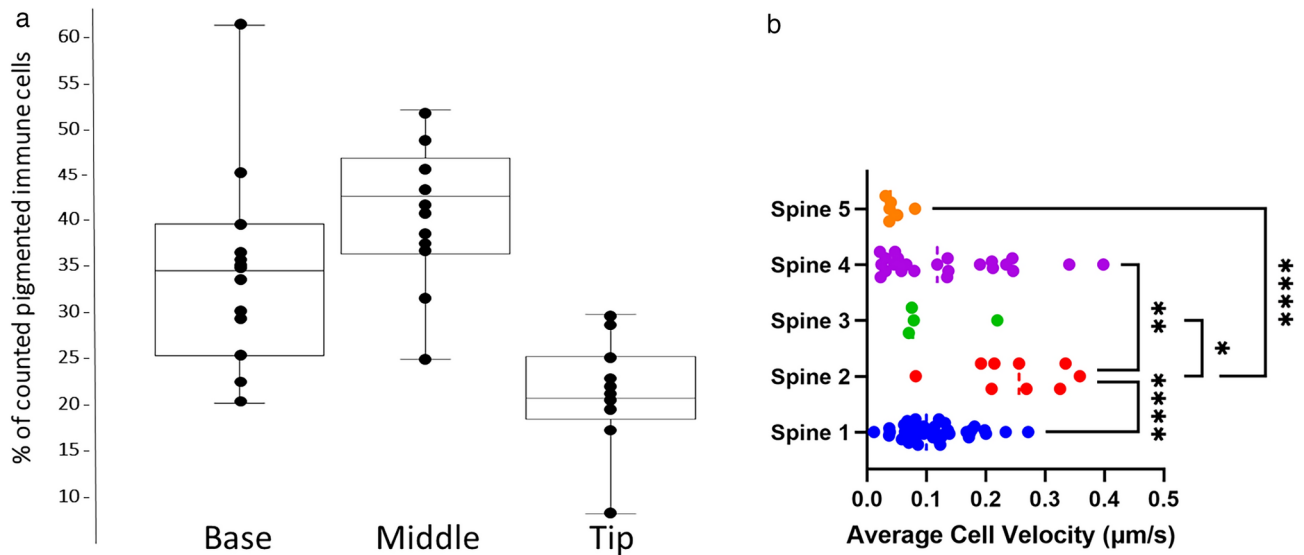 a
% of counted pigmented immune cells
60
55
50
45
40
35
30
25
20
15
10
Base Middle Tip
b
Spine 5
Spine 4
Spine 3
Spine 2
Spine 1
****
**
*
****
0.0 0.1 0.2 0.3 0.4 0.5
Average Cell Velocity (µm/s)